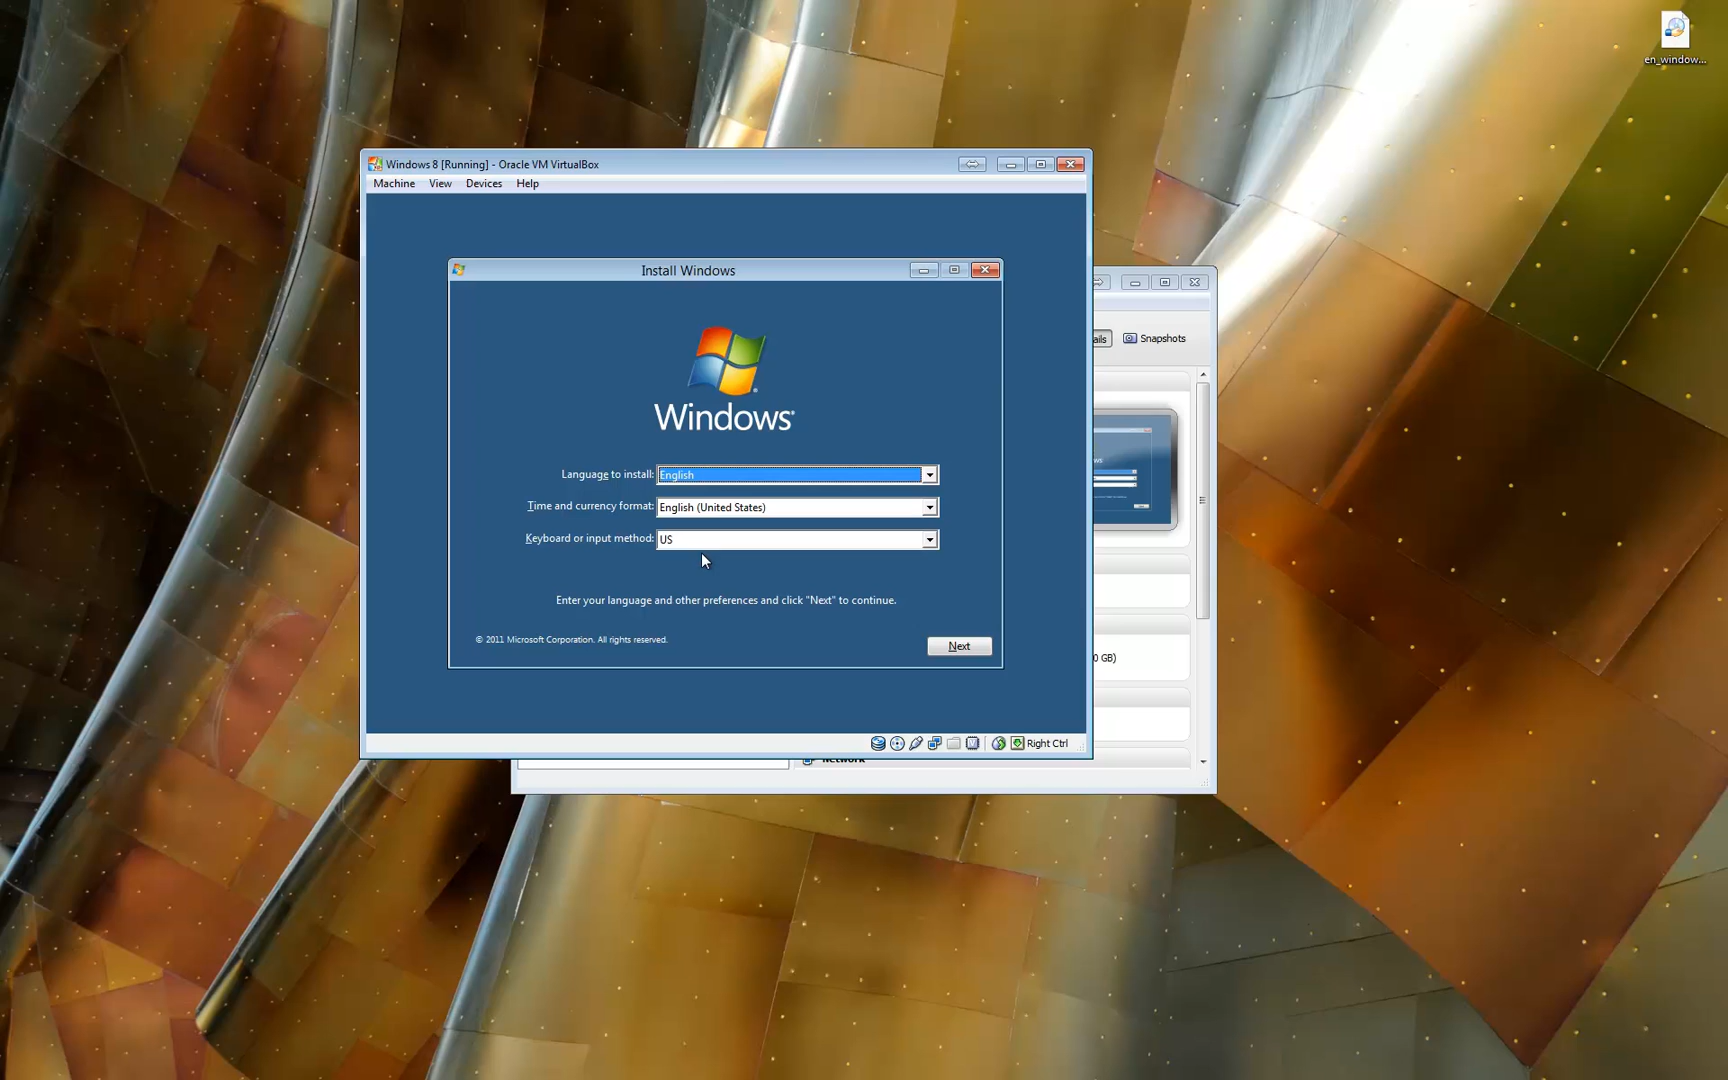 en_window...
Windows 8 [Running] - Oracle VM VirtualBox
Machine View Devices Help
Install Windows
Snapshots
Windows
Language to install: English
Time and currency format: English (United States)
Keyboard or input method: US
Enter your language and other preferences and click "Next" to continue.
© 2011 Microsoft Corporation. All rights reserved.
Next
0 GB)
Right Ctrl